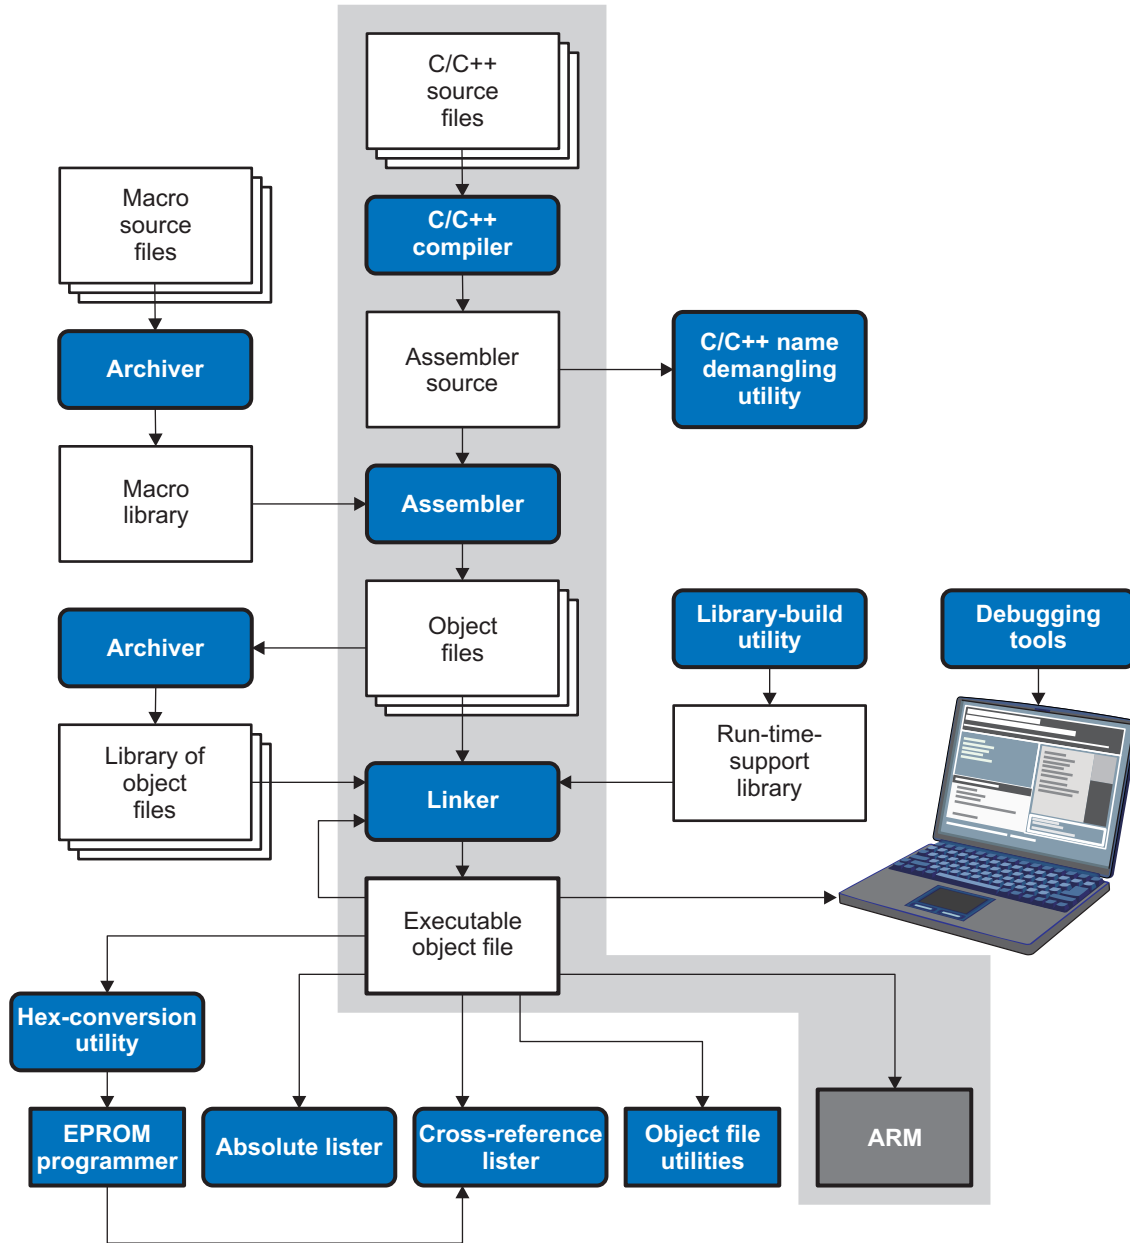 C/C++
source
files
Macro
source
files
C/C++
compiler
Archiver
Assembler
source
C/C++ name
demangling
utility
Macro
library
Assembler
Archiver
Object
files
Library-build
utility
Debugging
tools
Library of
object
files
Linker
Run-time-
support
library
Executable
object file
Hex-conversion
utility
EPROM
programmer
Absolute lister
Cross-reference
lister
Object file
utilities
ARM